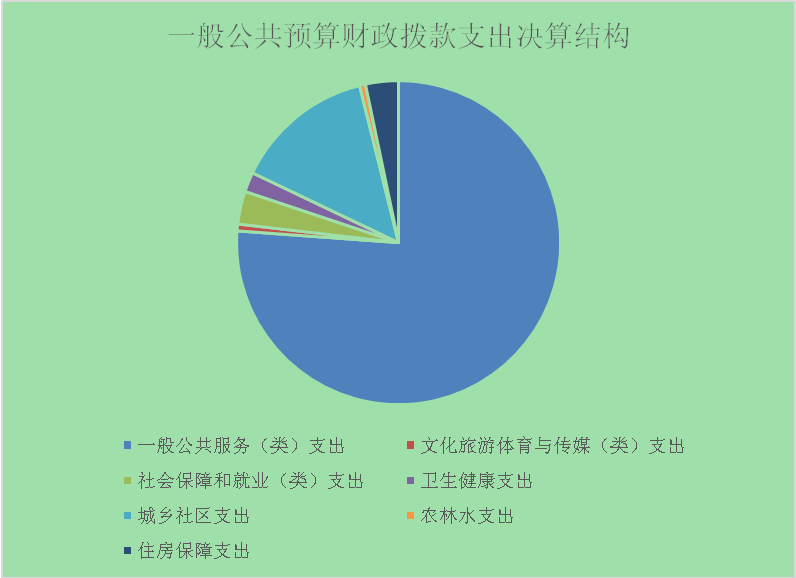 一般公共预算财政拨款支出决算结构
一般公共服务（类）支出
文化旅游体育与传媒（类）支出
社会保障和就业（类）支出
卫生健康支出
城乡社区支出
农林水支出
住房保障支出